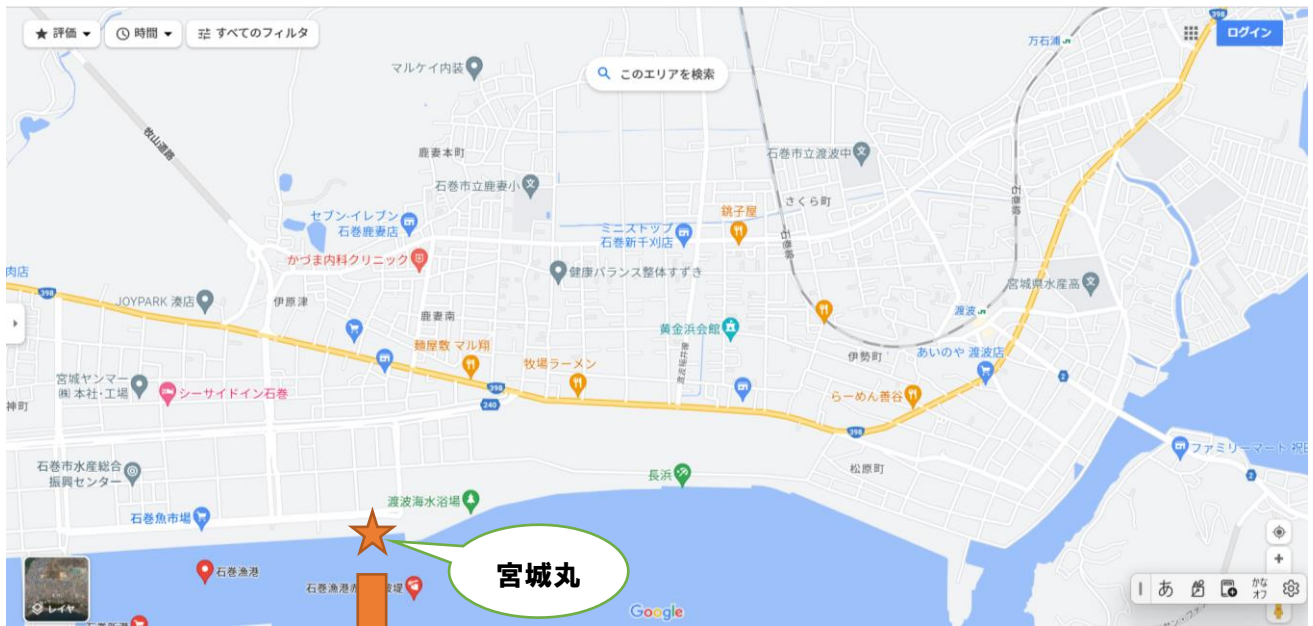 評価
時間
すべてのフィルタ
398
万石浦
ログイン
マルケイ内装
このエリアを検索
牧山道路
鹿妻本町
石巻市立渡波中
石巻市立鹿妻小
さくら町
石巻線
セブン-イレブン
石巻鹿妻店
銚子屋
ミニストップ
石巻新千刈店
石巻線
かづま内科クリニック
健康バランス整体すずき
肉店
宮城県水産高
398
JOYPARK 湊店
伊原津
鹿妻南
黄金浜会館
渡波
麺屋數 マル翔
牧場ラーメン
伊勢町
あいのや 渡波店
宮城ヤンマー
㈱ 本社・工場
シーサイドイン石巻
398
240
らーめん善谷
2
神町
398
ファミリーマート 祝田
石巻市水産総合
振興センター
長浜
松原町
2
渡波海水浴場
石巻魚市場
宮城丸
石巻漁港
レイヤ
Google
あ
かな
オフ